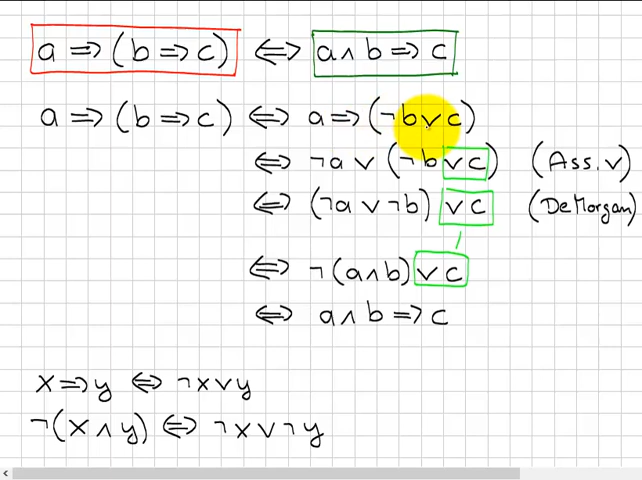 a ⇒ (b ⇒ c) ⇔ a ∧ b ⇒ c
a ⇒ (b ⇒ c) ⇔ a ⇒ (¬b ∨ c)
⇔ ¬a ∨ (¬b ∨ c) (Ass. ∨)
⇔ (¬a ∨ ¬b) ∨ c (DeMorgan)
⇔ ¬(a ∧ b) ∨ c
⇔ a ∧ b ⇒ c
x ⇒ y ⇔ ¬x ∨ y
¬(x ∧ y) ⇔ ¬x ∨ ¬y